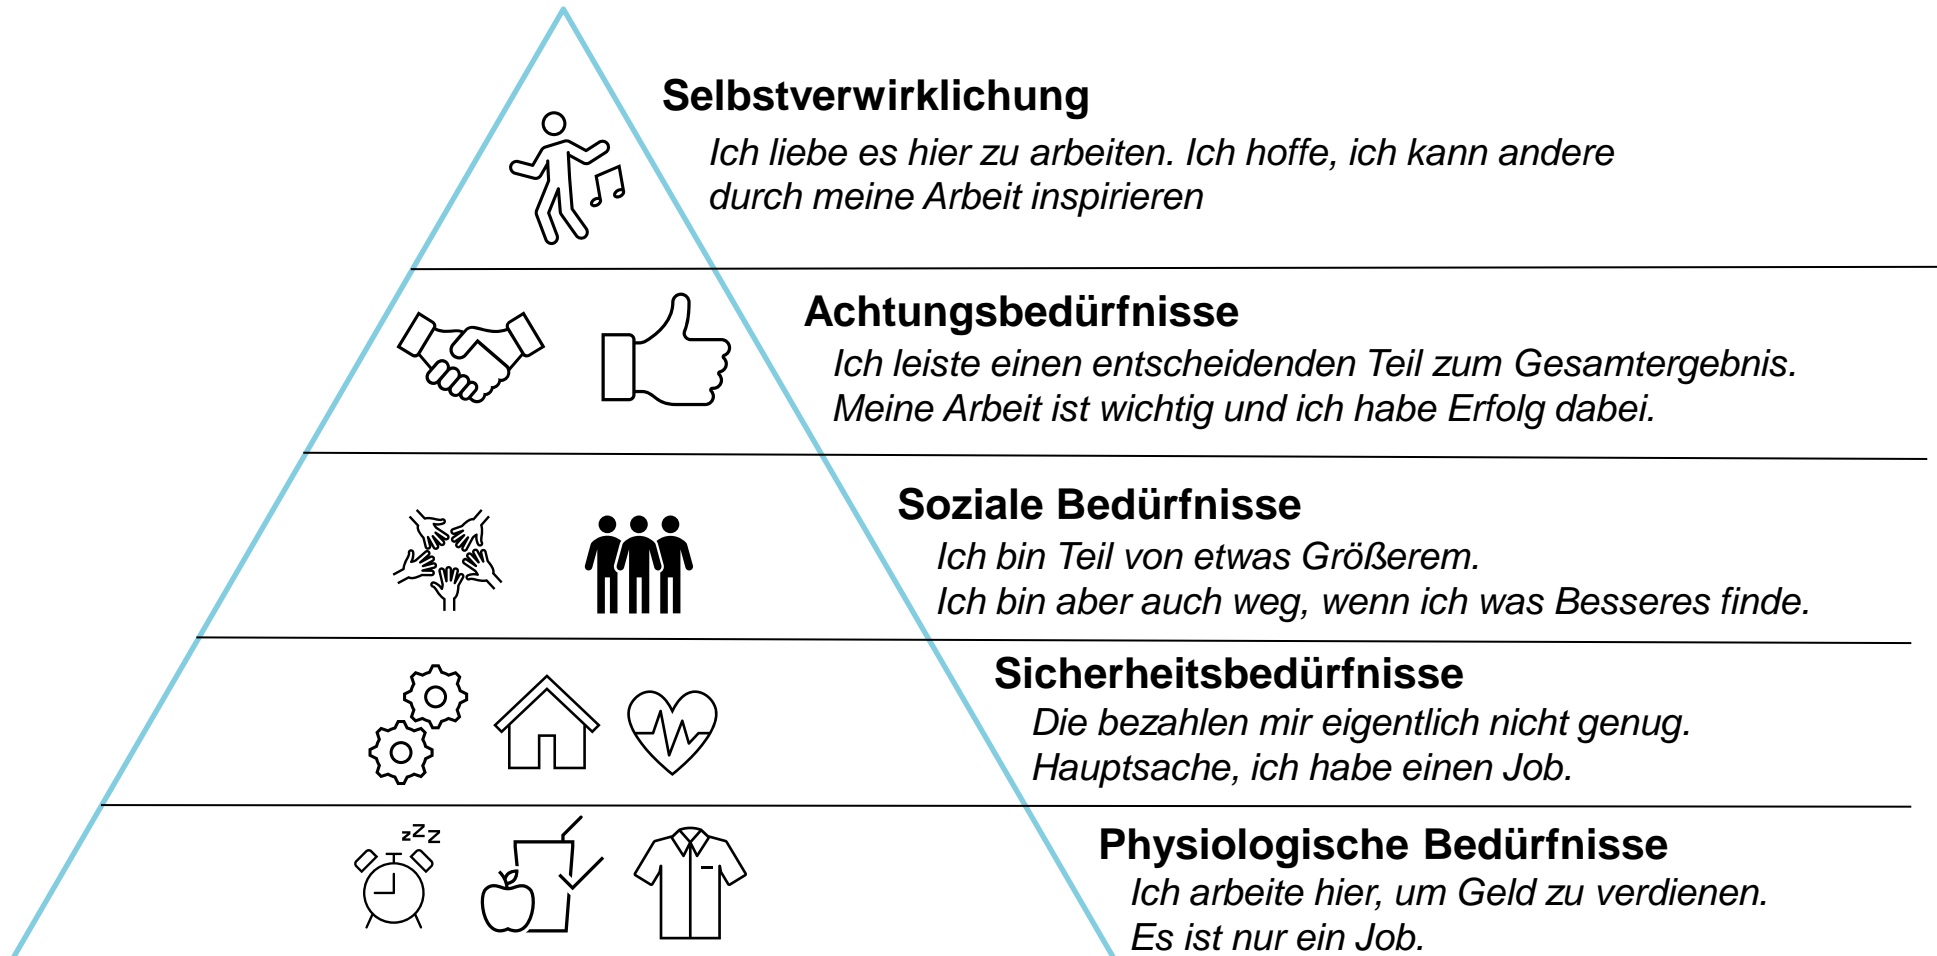 Selbstverwirklichung
Ich liebe es hier zu arbeiten. Ich hoffe, ich kann andere
durch meine Arbeit inspirieren
Achtungsbedürfnisse
Ich leiste einen entscheidenden Teil zum Gesamtergebnis.
Meine Arbeit ist wichtig und ich habe Erfolg dabei.
Soziale Bedürfnisse
Ich bin Teil von etwas Größerem.
Ich bin aber auch weg, wenn ich was Besseres finde.
Sicherheitsbedürfnisse
Die bezahlen mir eigentlich nicht genug.
Hauptsache, ich habe einen Job.
zZZ
Physiologische Bedürfnisse
Ich arbeite hier, um Geld zu verdienen.
Es ist nur ein Job.